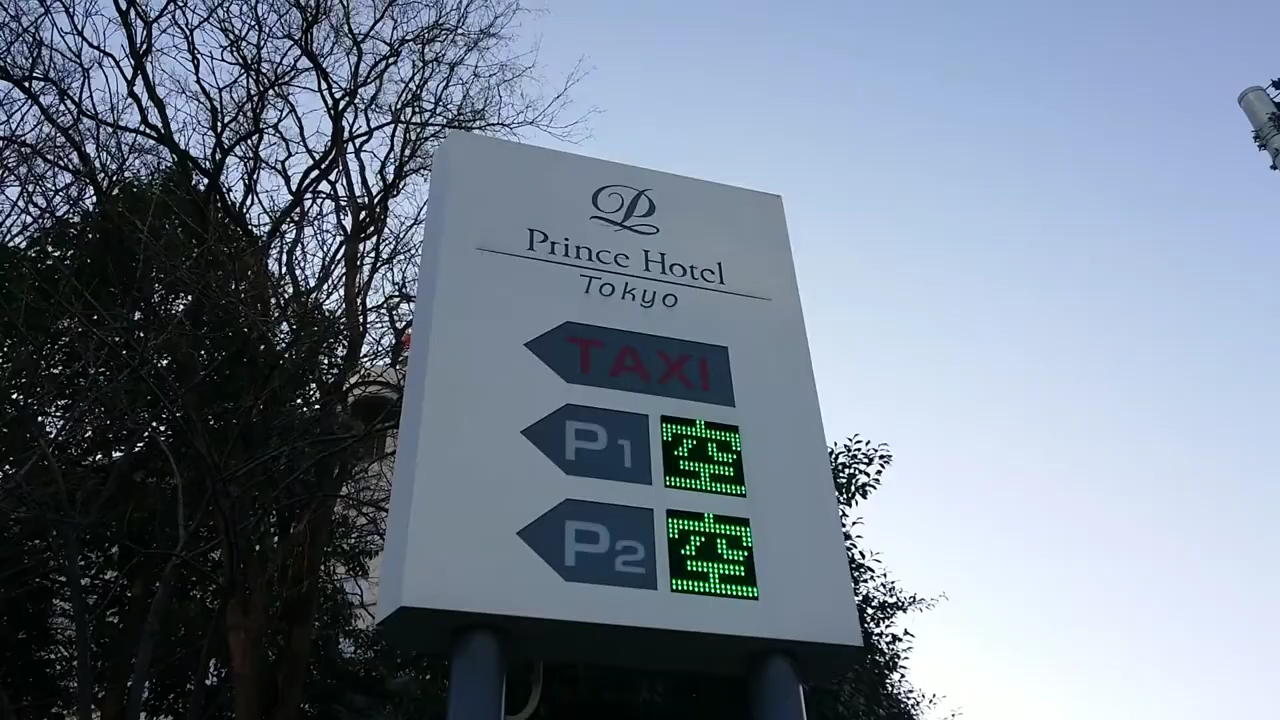 P
Prince Hotel
Tokyo
TAXI
P1 空
P2 空